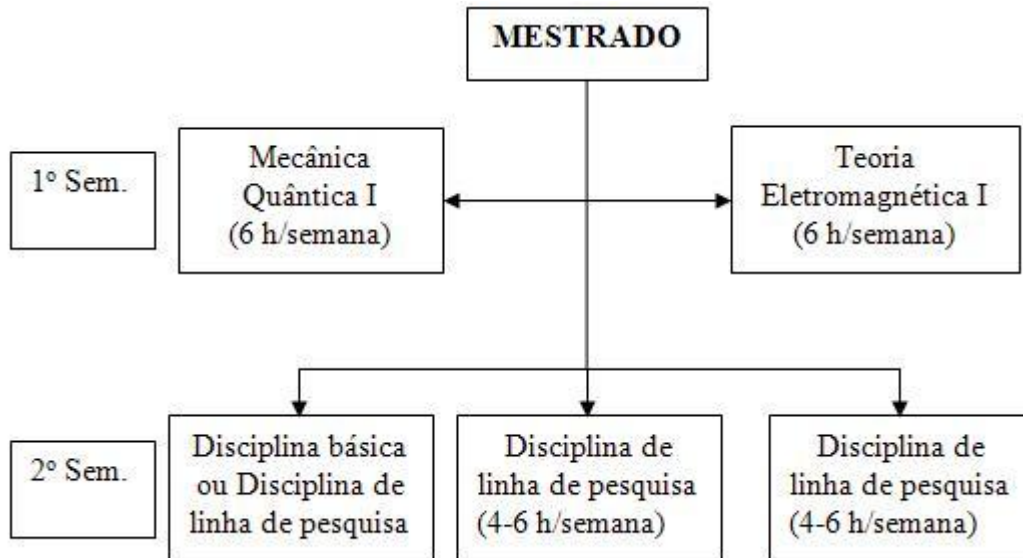 MESTRADO
1º Sem.
Mecânica
Quântica I
(6 h/semana)
Teoria
Eletromagnética I
(6 h/semana)
2º Sem.
Disciplina básica
ou Disciplina de
linha de pesquisa
Disciplina de
linha de pesquisa
(4-6 h/semana)
Disciplina de
linha de pesquisa
(4-6 h/semana)